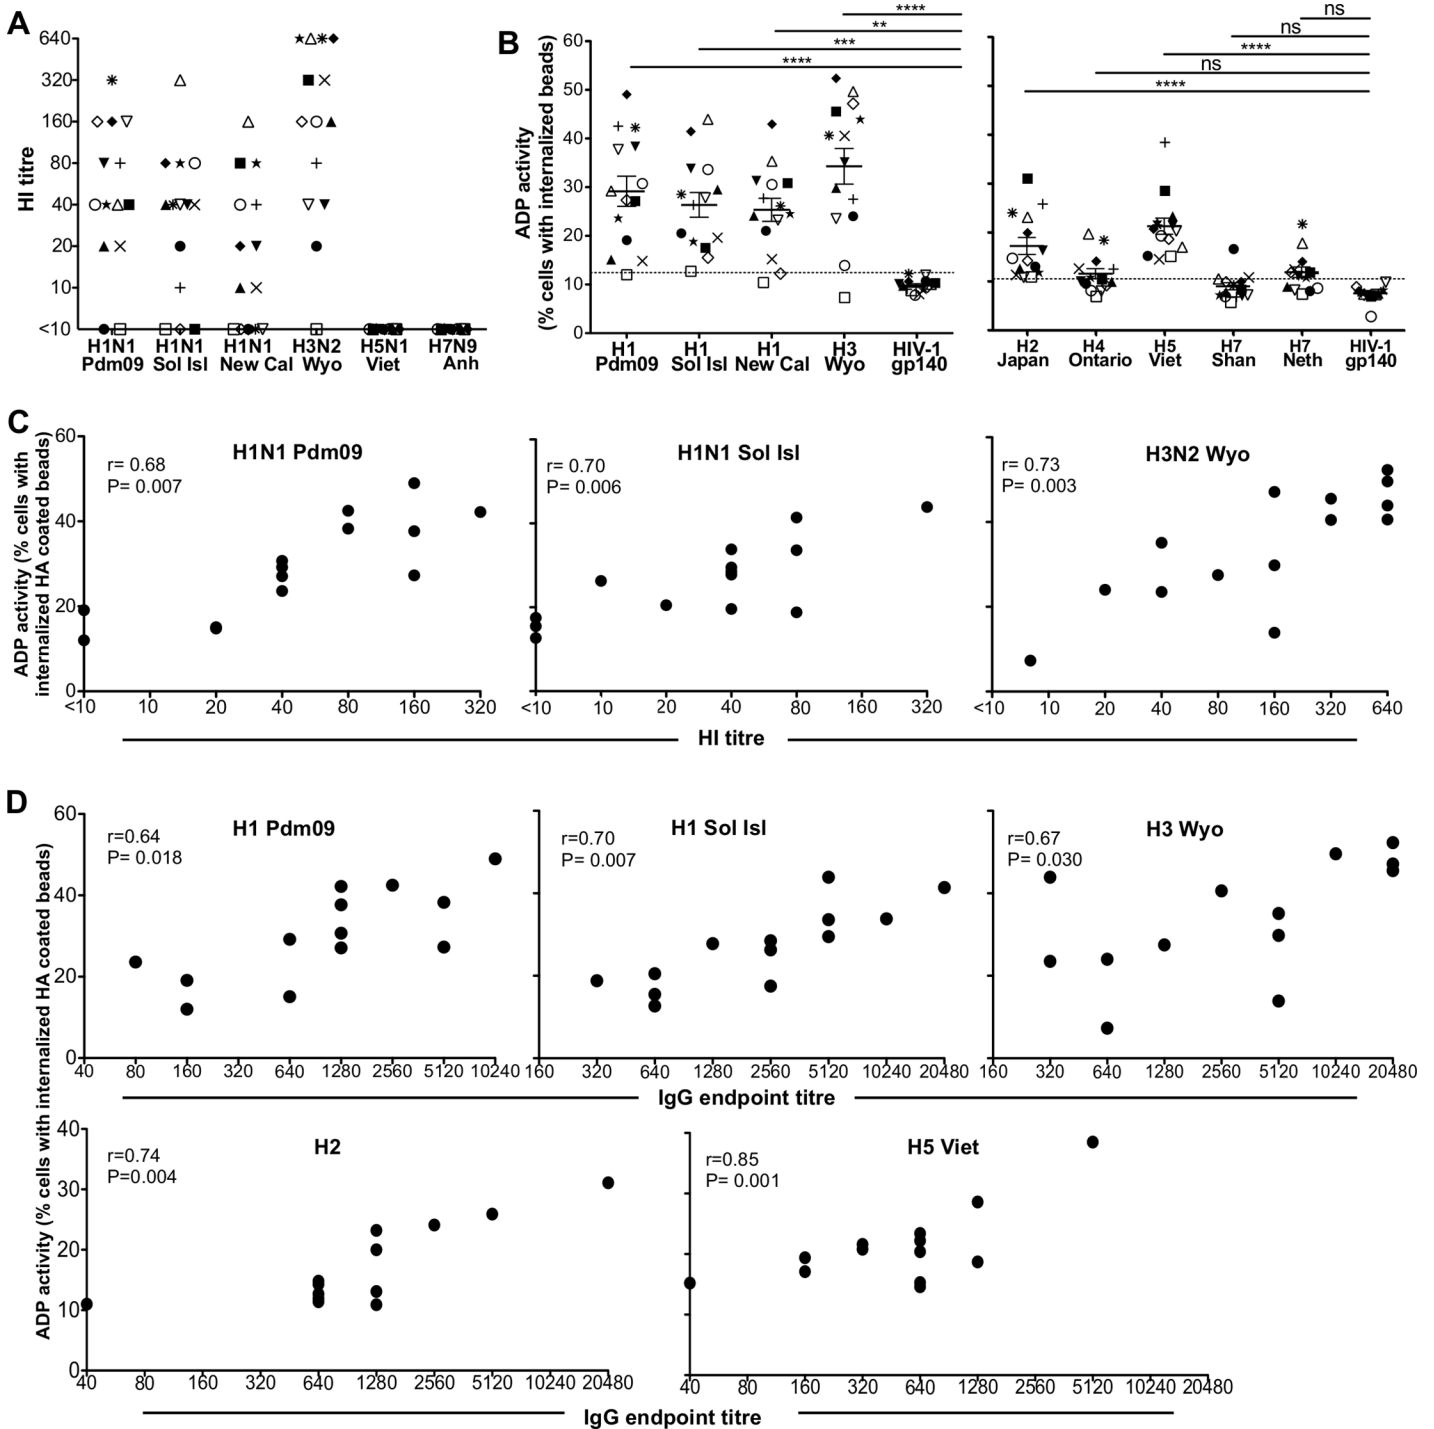 A
HI titre
640
320
160
80
40
20
10
<10
H1N1 Pdm09
H1N1 Sol Isl
H1N1 New Cal
H3N2 Wyo
H5N1 Viet
H7N9 Anh
B
ADP activity
(% cells with internalized beads)
60
50
40
30
20
10
0
****
**
***
****
H1 Pdm09
H1 Sol Isl
H1 New Cal
H3 Wyo
HIV-1 gp140
ns
ns
****
ns
****
H2 Japan
H4 Ontario
H5 Viet
H7 Shan
H7 Neth
HIV-1 gp140
C
ADP activity (% cells with
internalized HA coated beads)
60
40
20
0
H1N1 Pdm09
r= 0.68
P= 0.007
<10 10 20 40 80 160 320
H1N1 Sol Isl
r= 0.70
P= 0.006
<10 10 20 40 80 160 320
H3N2 Wyo
r= 0.73
P= 0.003
<10 10 20 40 80 160 320 640
HI titre
D
ADP activity (% cells with internalized HA coated beads)
60
40
20
0
H1 Pdm09
r=0.64
P= 0.018
40 80 160 320 640 1280 2560 5120 10240
H1 Sol Isl
r=0.70
P= 0.007
160 320 640 1280 2560 5120 10240 20480
H3 Wyo
r=0.67
P= 0.030
160 320 640 1280 2560 5120 10240 20480
IgG endpoint titre
40
30
20
10
0
H2
r=0.74
P=0.004
40 80 160 320 640 1280 2560 5120 10240 20480
H5 Viet
r=0.85
P= 0.001
40 80 160 320 640 1280 2560 5120 10240 20480
IgG endpoint titre